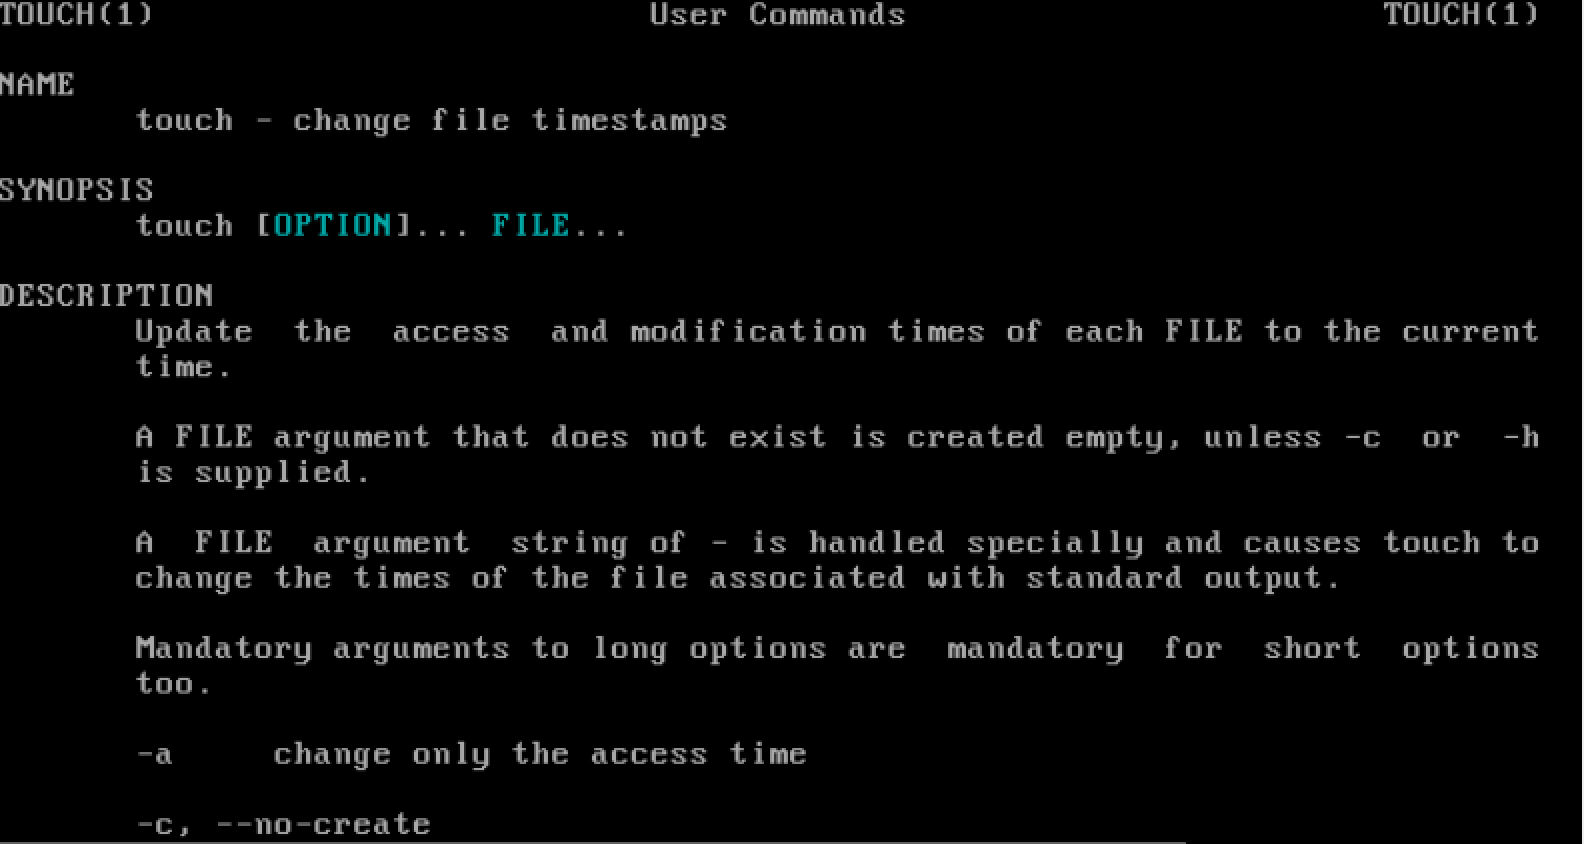 TOUCH(1) User Commands TOUCH(1)
NAME
touch - change file timestamps
SYNOPSIS
touch [OPTION]... FILE...
DESCRIPTION
Update the access and modification times of each FILE to the current
time.
A FILE argument that does not exist is created empty, unless -c or -h
is supplied.
A FILE argument string of - is handled specially and causes touch to
change the times of the file associated with standard output.
Mandatory arguments to long options are mandatory for short options
too.
-a change only the access time
-c, --no-create